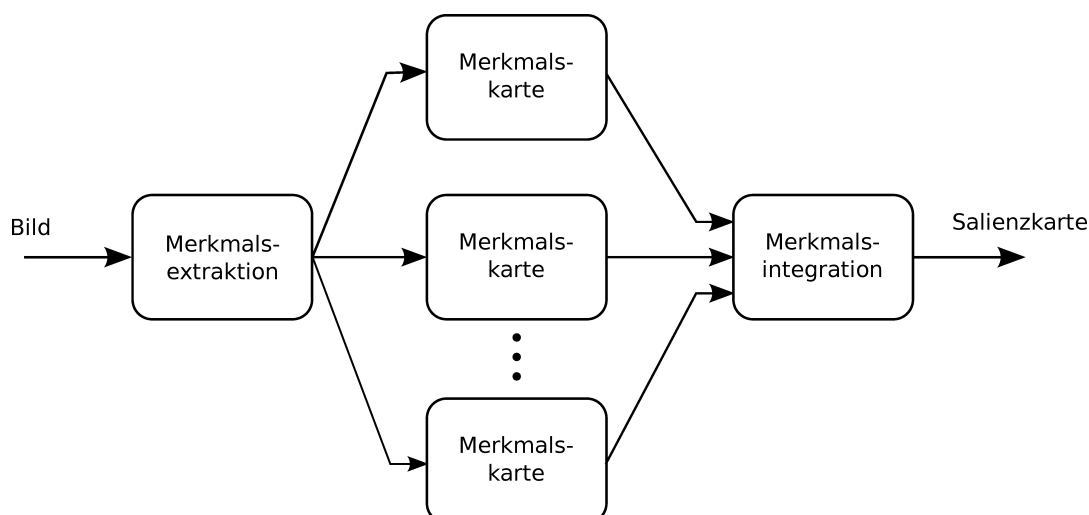 Bild
Merkmals-
extraktion
Merkmals-
karte
Merkmals-
karte
Merkmals-
karte
Merkmals-
integration
Salienzkarte